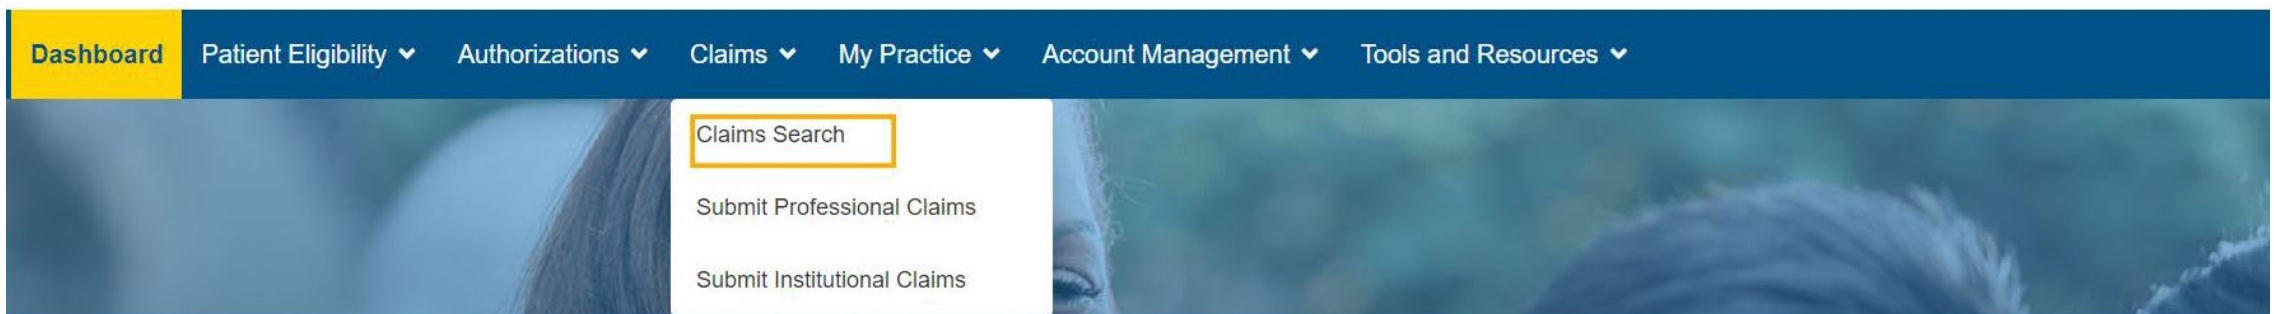 Dashboard Patient Eligibility Authorizations Claims My Practice Account Management Tools and Resources
Claims Search
Submit Professional Claims
Submit Institutional Claims